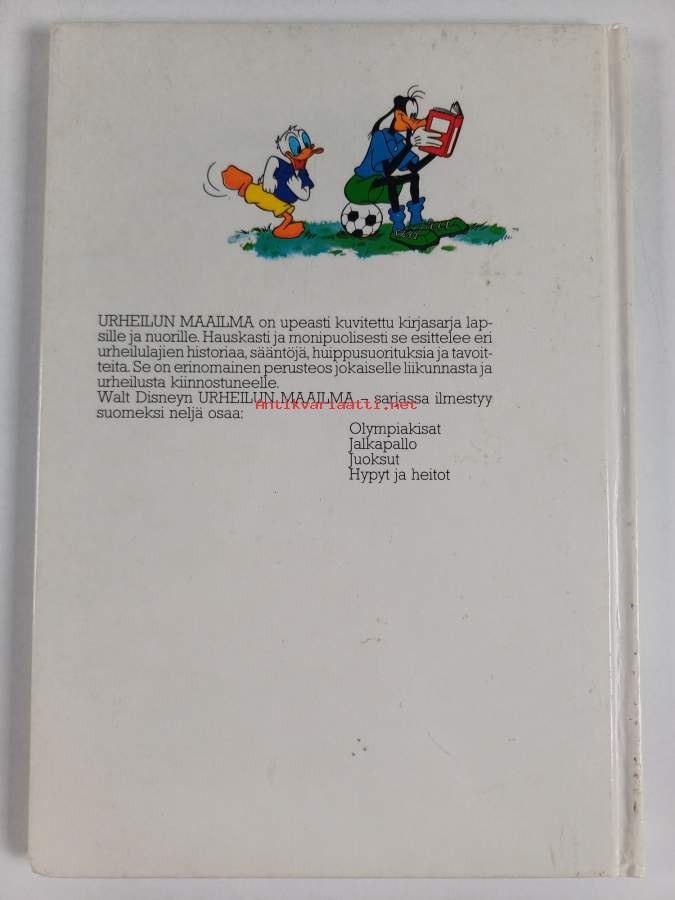 URHEILUN MAAILMA on upeasti kuvitettu kirjasarja lap-
sille ja nuorille. Hauskasti ja monipuolisesti se esittelee eri
urheilulajien historiaa, sääntöjä, huippusuorituksia ja tavoit-
teita. Se on erinomainen perusteos jokaiselle liikunnasta ja
urheilusta kiinnostuneelle.
Walt Disneyn URHEILUN MAAILMA - sarjassa ilmestyy
Antikvariaatti.net
suomeksi neljä osaa:
Olympiakisat
Jalkapallo
Juoksut
Hypyt ja heitot